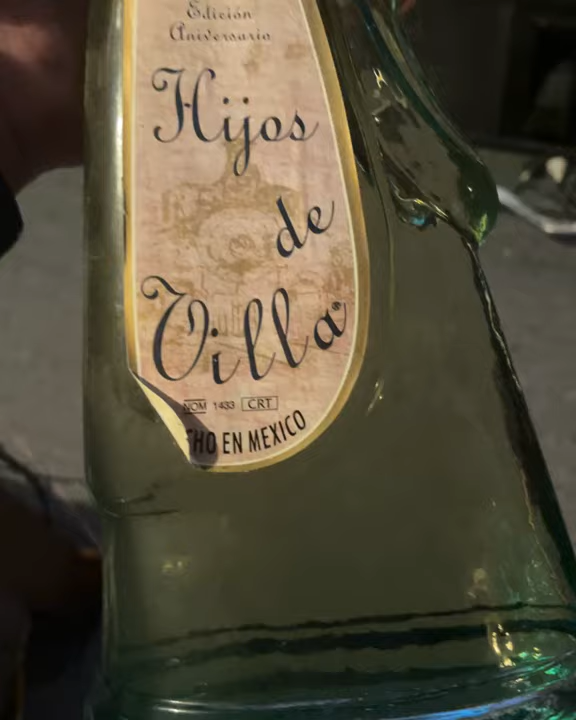 Edición
Aniversario
Hijos
de
Villa®
NOM 1433 CRT
HO EN MEXICO